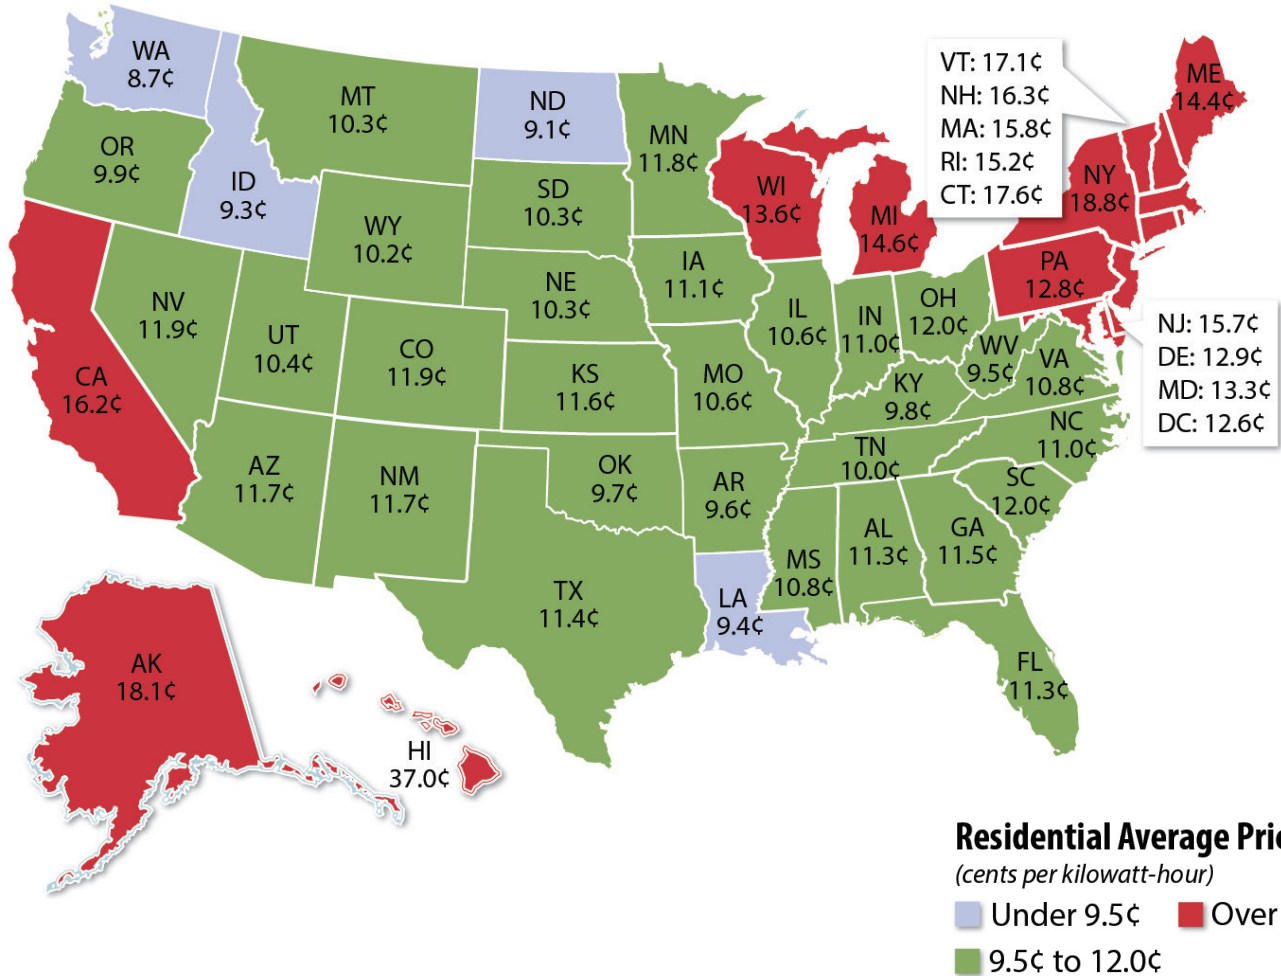 WA
8.7¢
MT
10.3¢
ND
9.1¢
MN
11.8¢
VT: 17.1¢
NH: 16.3¢
MA: 15.8¢
RI: 15.2¢
CT: 17.6¢
ME
14.4¢
OR
9.9¢
ID
9.3¢
WY
10.2¢
SD
10.3¢
WI
13.6¢
MI
14.6¢
NY
18.8¢
NV
11.9¢
UT
10.4¢
CO
11.9¢
NE
10.3¢
IA
11.1¢
IL
10.6¢
IN
11.0¢
OH
12.0¢
PA
12.8¢
NJ: 15.7¢
DE: 12.9¢
MD: 13.3¢
DC: 12.6¢
CA
16.2¢
KS
11.6¢
MO
10.6¢
KY
9.8¢
WV
9.5¢
VA
10.8¢
AZ
11.7¢
NM
11.7¢
OK
9.7¢
AR
9.6¢
TN
10.0¢
NC
11.0¢
SC
12.0¢
TX
11.4¢
LA
9.4¢
MS
10.8¢
AL
11.3¢
GA
11.5¢
FL
11.3¢
AK
18.1¢
HI
37.0¢
Residential Average
(cents per kilowatt-hour)
Under 9.5¢
Over
9.5¢ to 12.0¢